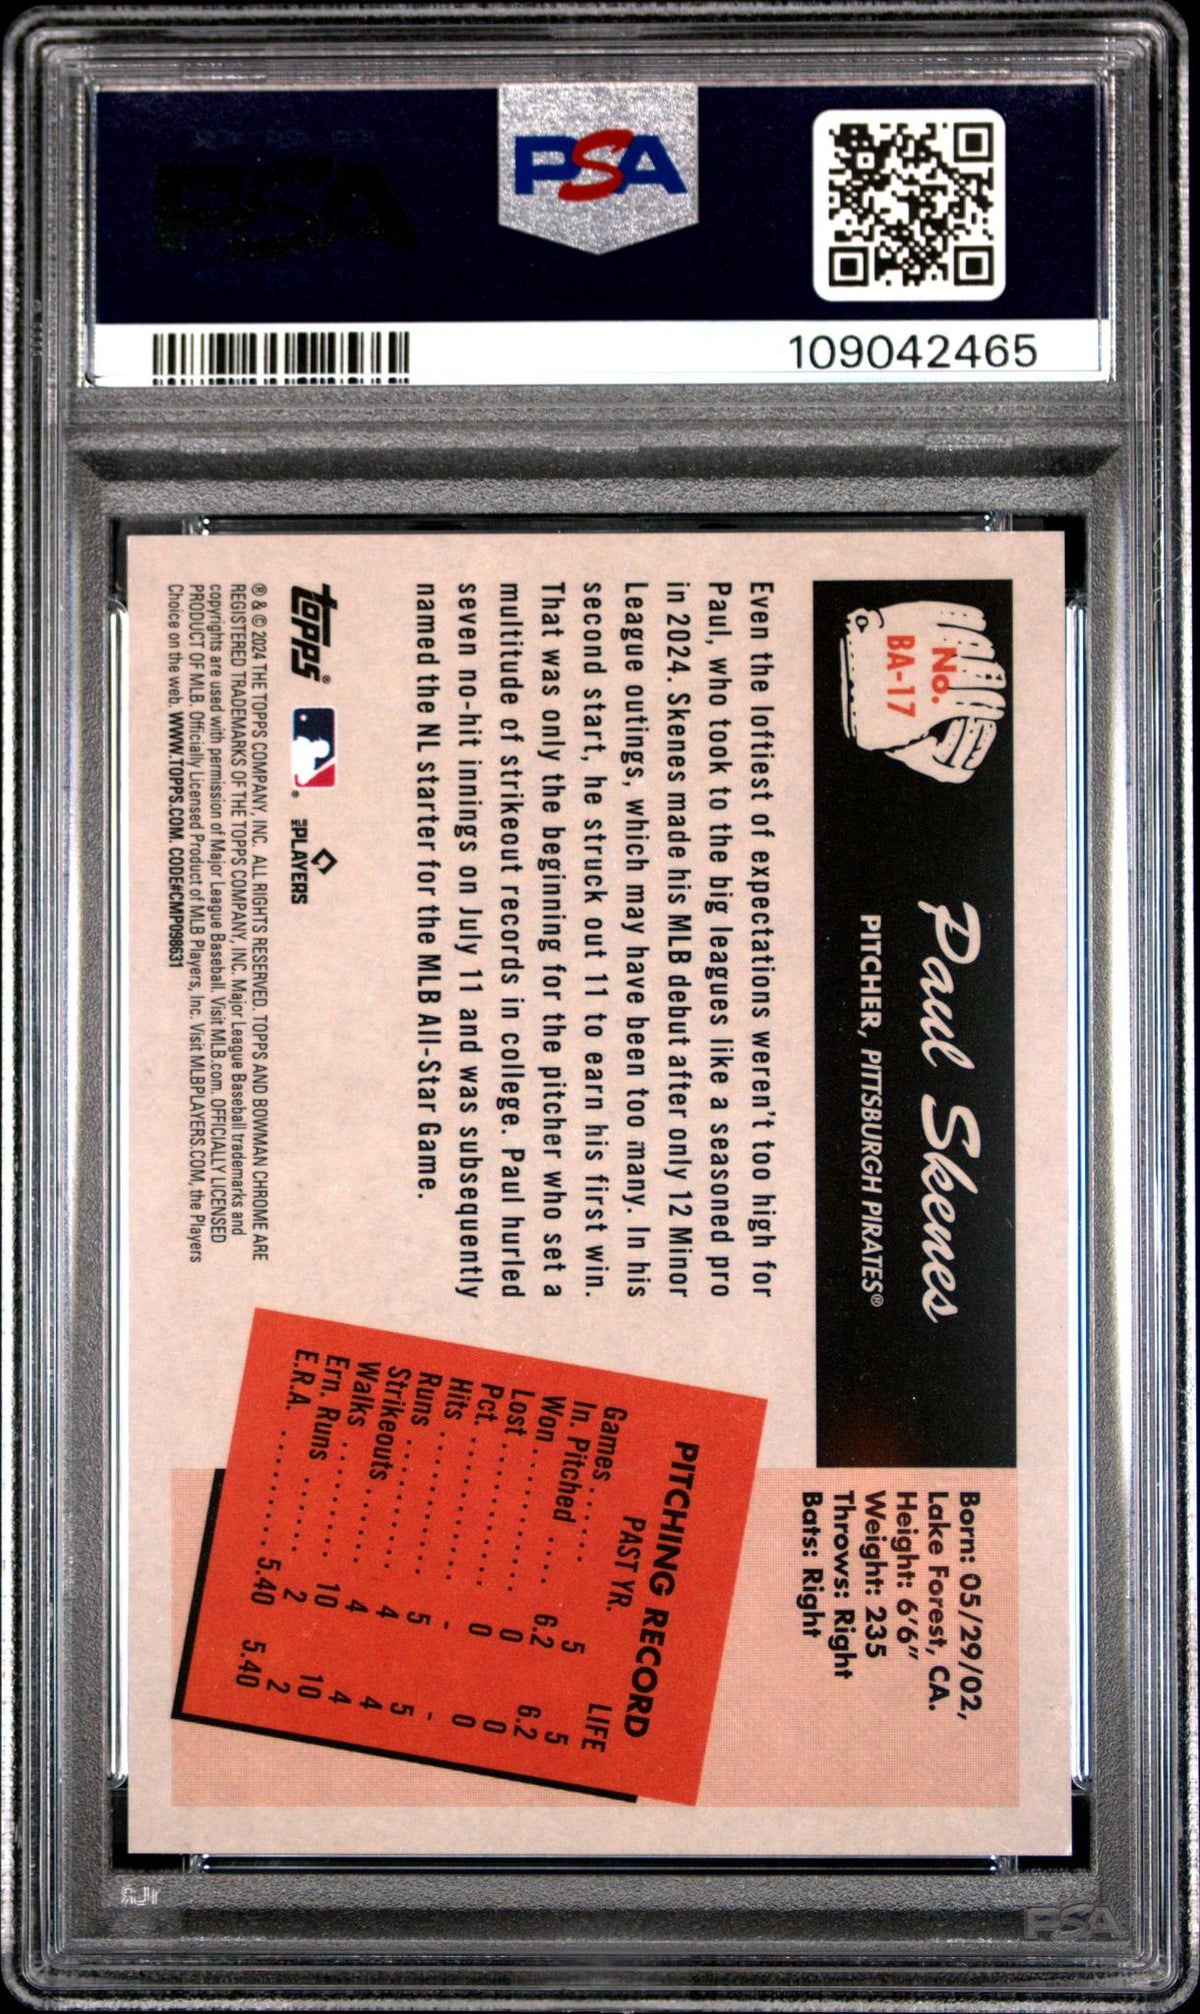 PSA
PSA
109042465
No.
BA-17
Paul Skenes
PITCHER, PITTSBURGH PIRATES®
Born: 05/29/02,
Lake Forest, CA.
Height: 6'6"
Weight: 235
Throws: Right
Bats: Right
Even the loftiest of expectations weren't too high for
Paul, who took to the big leagues like a seasoned pro
in 2024. Skenes made his MLB debut after only 12 Minor
League outings, which may have been too many. In his
second start, he struck out 11 to earn his first win.
That was only the beginning for the pitcher who set a
multitude of strikeout records in college. Paul hurled
seven no-hit innings on July 11 and was subsequently
named the NL starter for the MLB All-Star Game.
PITCHING RECORD
PAST YR. LIFE
Games ...... 5 5
In. Pitched .... 6.2 6.2
Won ......... 0 0
Lost ......... 0 0
Pct. ......... - -
Hits ......... 5 5
Runs ......... 4 4
Strikeouts ...... 4 4
Walks ........ 10 10
Ern. Runs ...... 2 2
E.R.A. ........ 5.40 5.40
topps®
® MLB PLAYERS
® & © 2024 THE TOPPS COMPANY, INC. ALL RIGHTS RESERVED. TOPPS AND BOWMAN CHROME ARE
REGISTERED TRADEMARKS OF THE TOPPS COMPANY, INC. Major League Baseball trademarks and
copyrights are used with permission of Major League Baseball. Visit MLB.com. OFFICIALLY LICENSED
PRODUCT OF MLB. Officially Licensed Product of MLB Players, Inc. Visit MLBPLAYERS.COM, the Players
Choice on the web. WWW.TOPPS.COM. CODE#CMP098631
PSA